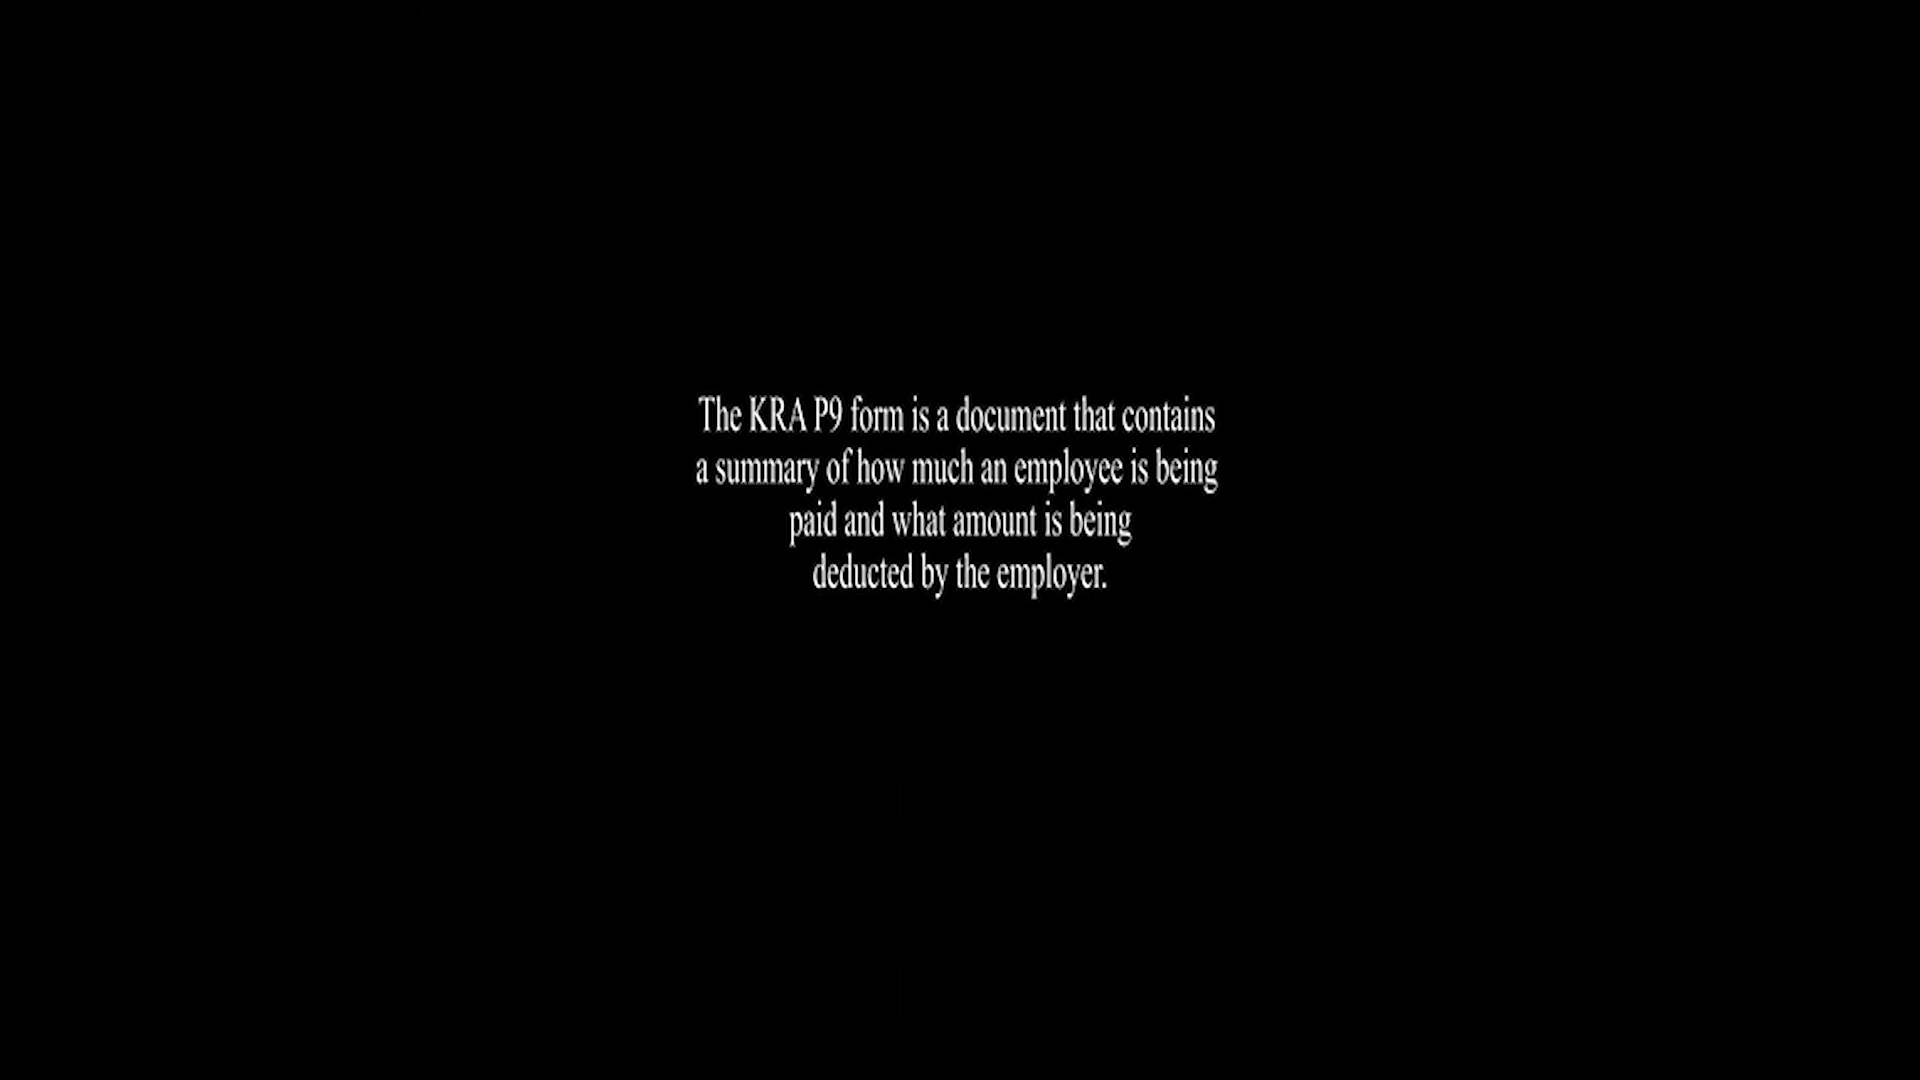 The KRA P9 form is a document that contains
a summary of how much an employee is being
paid and what amount is being
deducted by the employer.